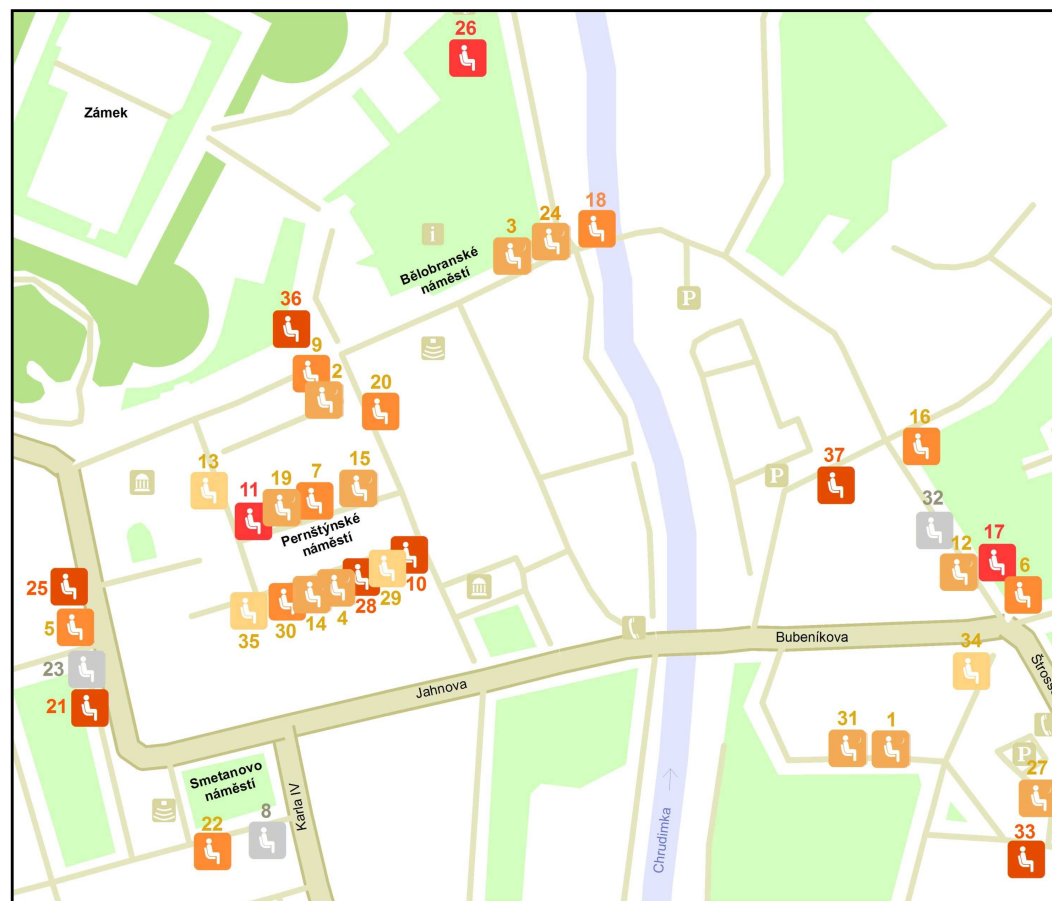 26
Zámek
18
24
3
i
Bělobranské
náměstí
P
36
9
2
20
16
15
7
13
19
11
37
P
32
Pernštýnské
náměstí
12
17
6
25
10
29
28
4
14
30
35
5
23
21
Bubeníkova
34
Jahnova
31
1
P
27
Smetanovo
náměstí
8
22
Karla IV
Chrudimka →
33